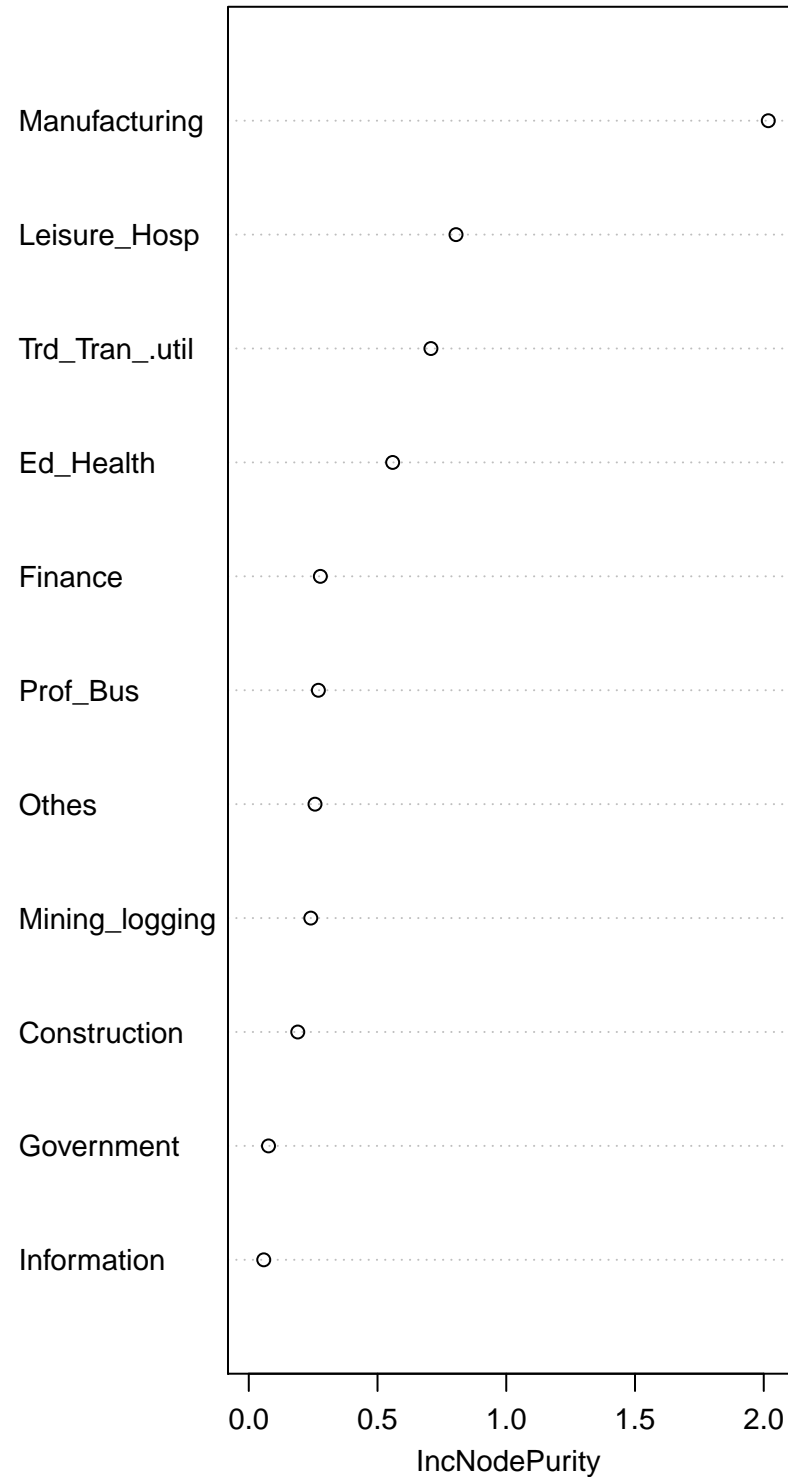 Manufacturing
Leisure_Hosp
Trd_Tran_.util
Ed_Health
Finance
Prof_Bus
Othes
Mining_logging
Construction
Government
Information
0.0 0.5 1.0 1.5 2.0
IncNodePurity